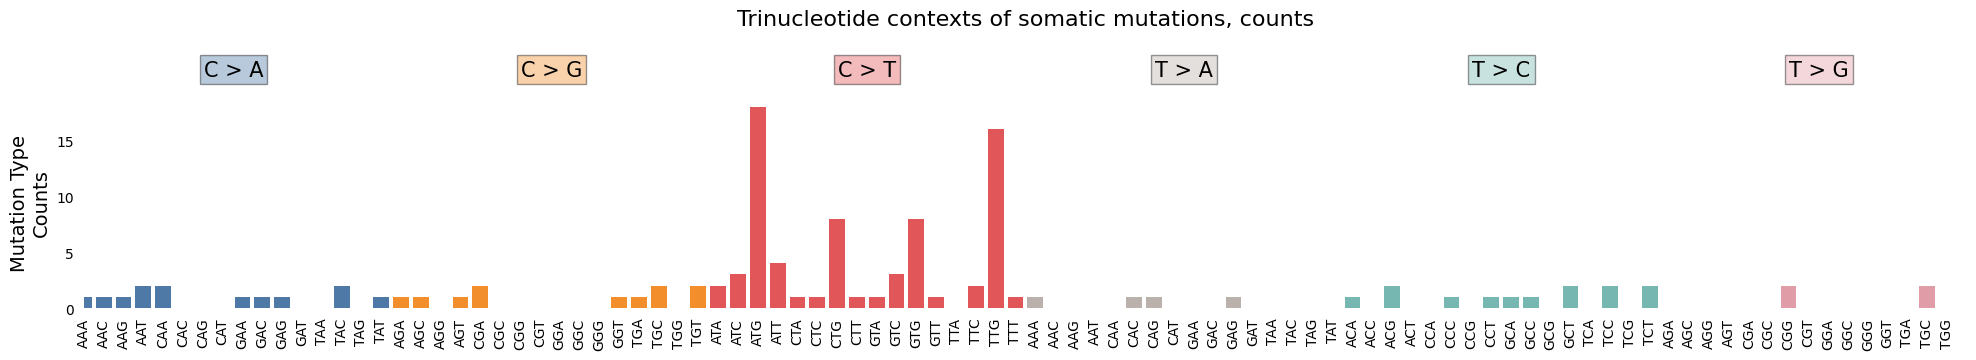 Trinucleotide contexts of somatic mutations, counts
C > A C > G C > T T > A T > C T > G
Mutation Type
Counts
15
10
5
0
AAA AAC AAG AAT CAA CAC CAG CAT GAA GAC GAG GAT TAA TAC TAG TAT AGA AGC AGG AGT CGA CGC CGG CGT GGA GGC GGG GGT TGA TGC TGG TGT ATA ATC ATG ATT CTA CTC CTG CTT GTA GTC GTG GTT TTA TTC TTG TTT AAA AAC AAG AAT CAA CAC CAG CAT GAA GAC GAG GAT TAA TAC TAG TAT ACA ACC ACG ACT CCA CCC CCG CCT GCA GCC GCG GCT TCA TCC TCG TCT AGA AGC AGG AGT CGA CGC CGG CGT GGA GGC GGG GGT TGA TGC TGG